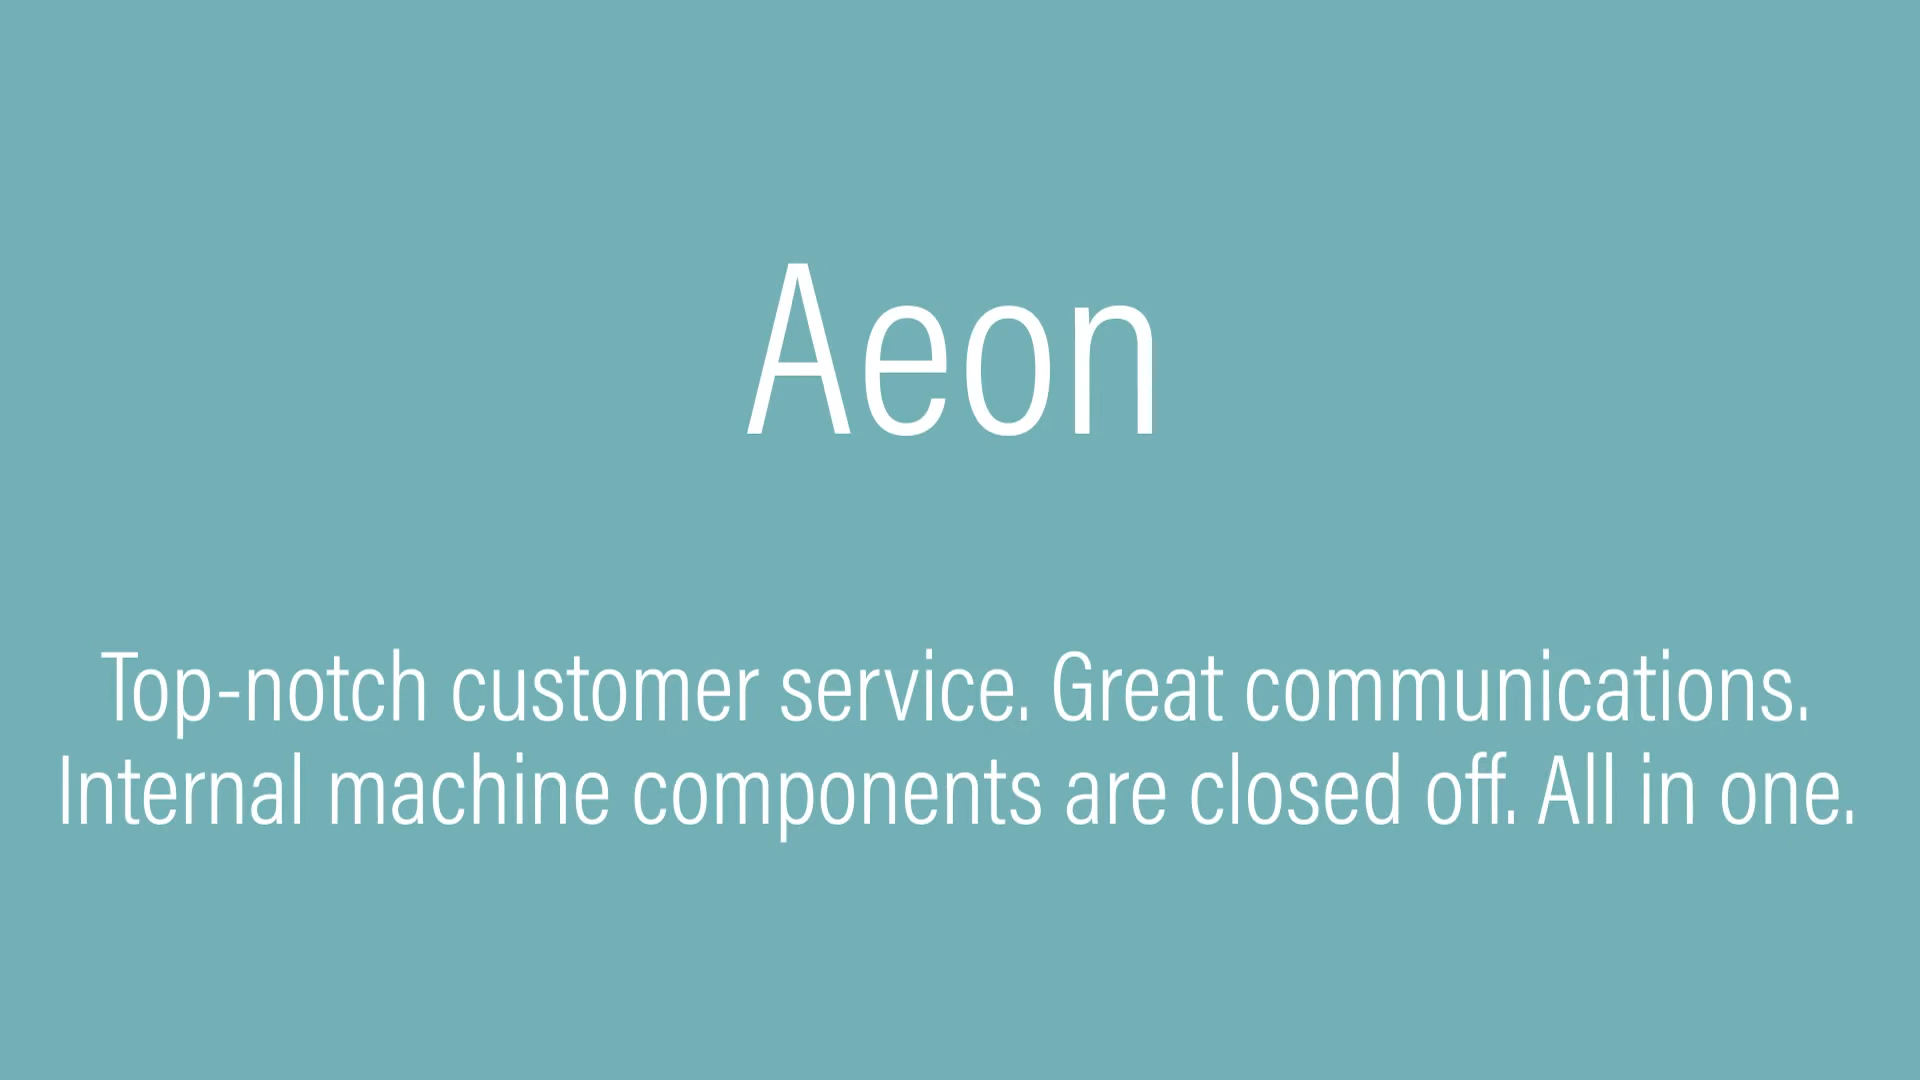 Aeon
Top-notch customer service. Great communications.
Internal machine components are closed off. All in one.